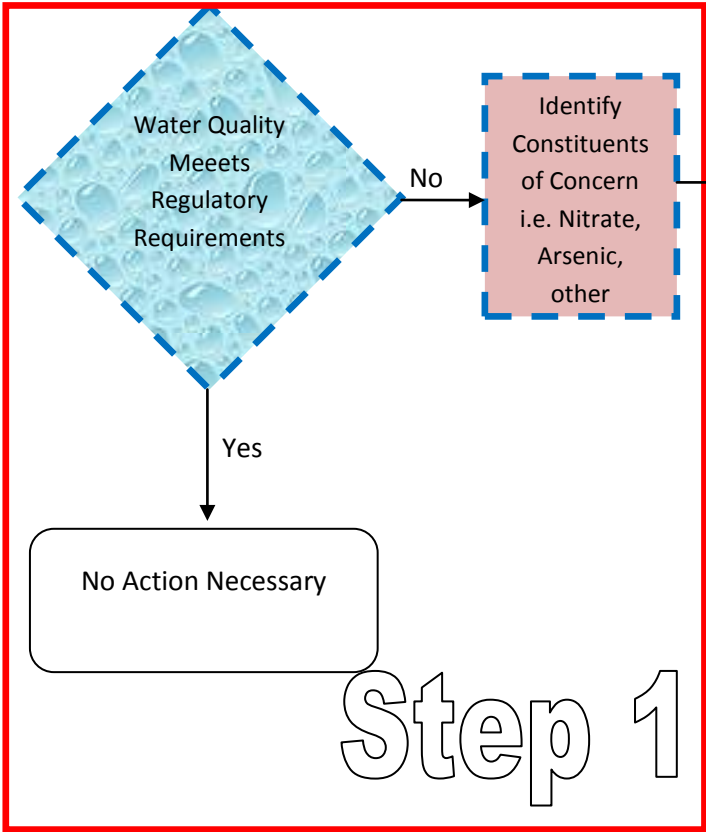 Water Quality
Meeets
Regulatory
Requirements
No
Identify
Constituents
of Concern
i.e. Nitrate,
Arsenic,
other
Yes
No Action Necessary
Step 1